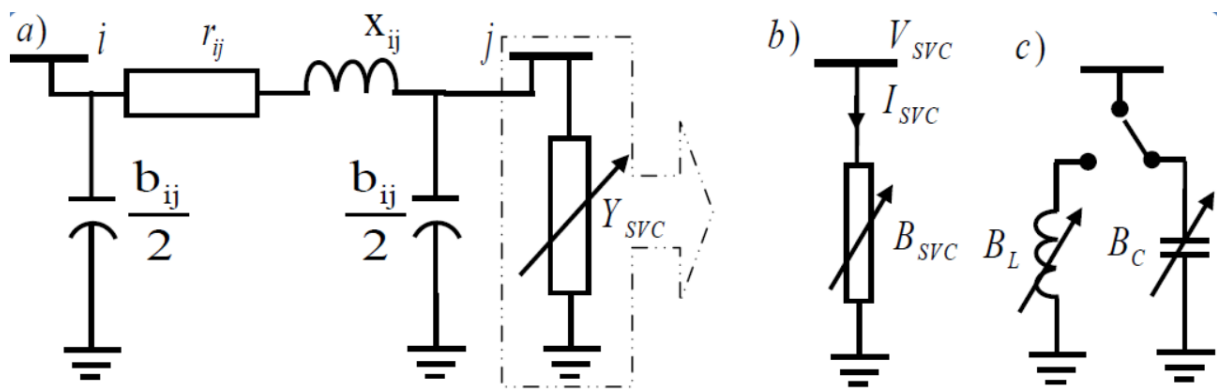 a)
i
r_ij
x_ij
j
b_ij
2
b_ij
2
Y_SVC
b)
V_SVC
I_SVC
B_SVC
c)
B_L
B_C